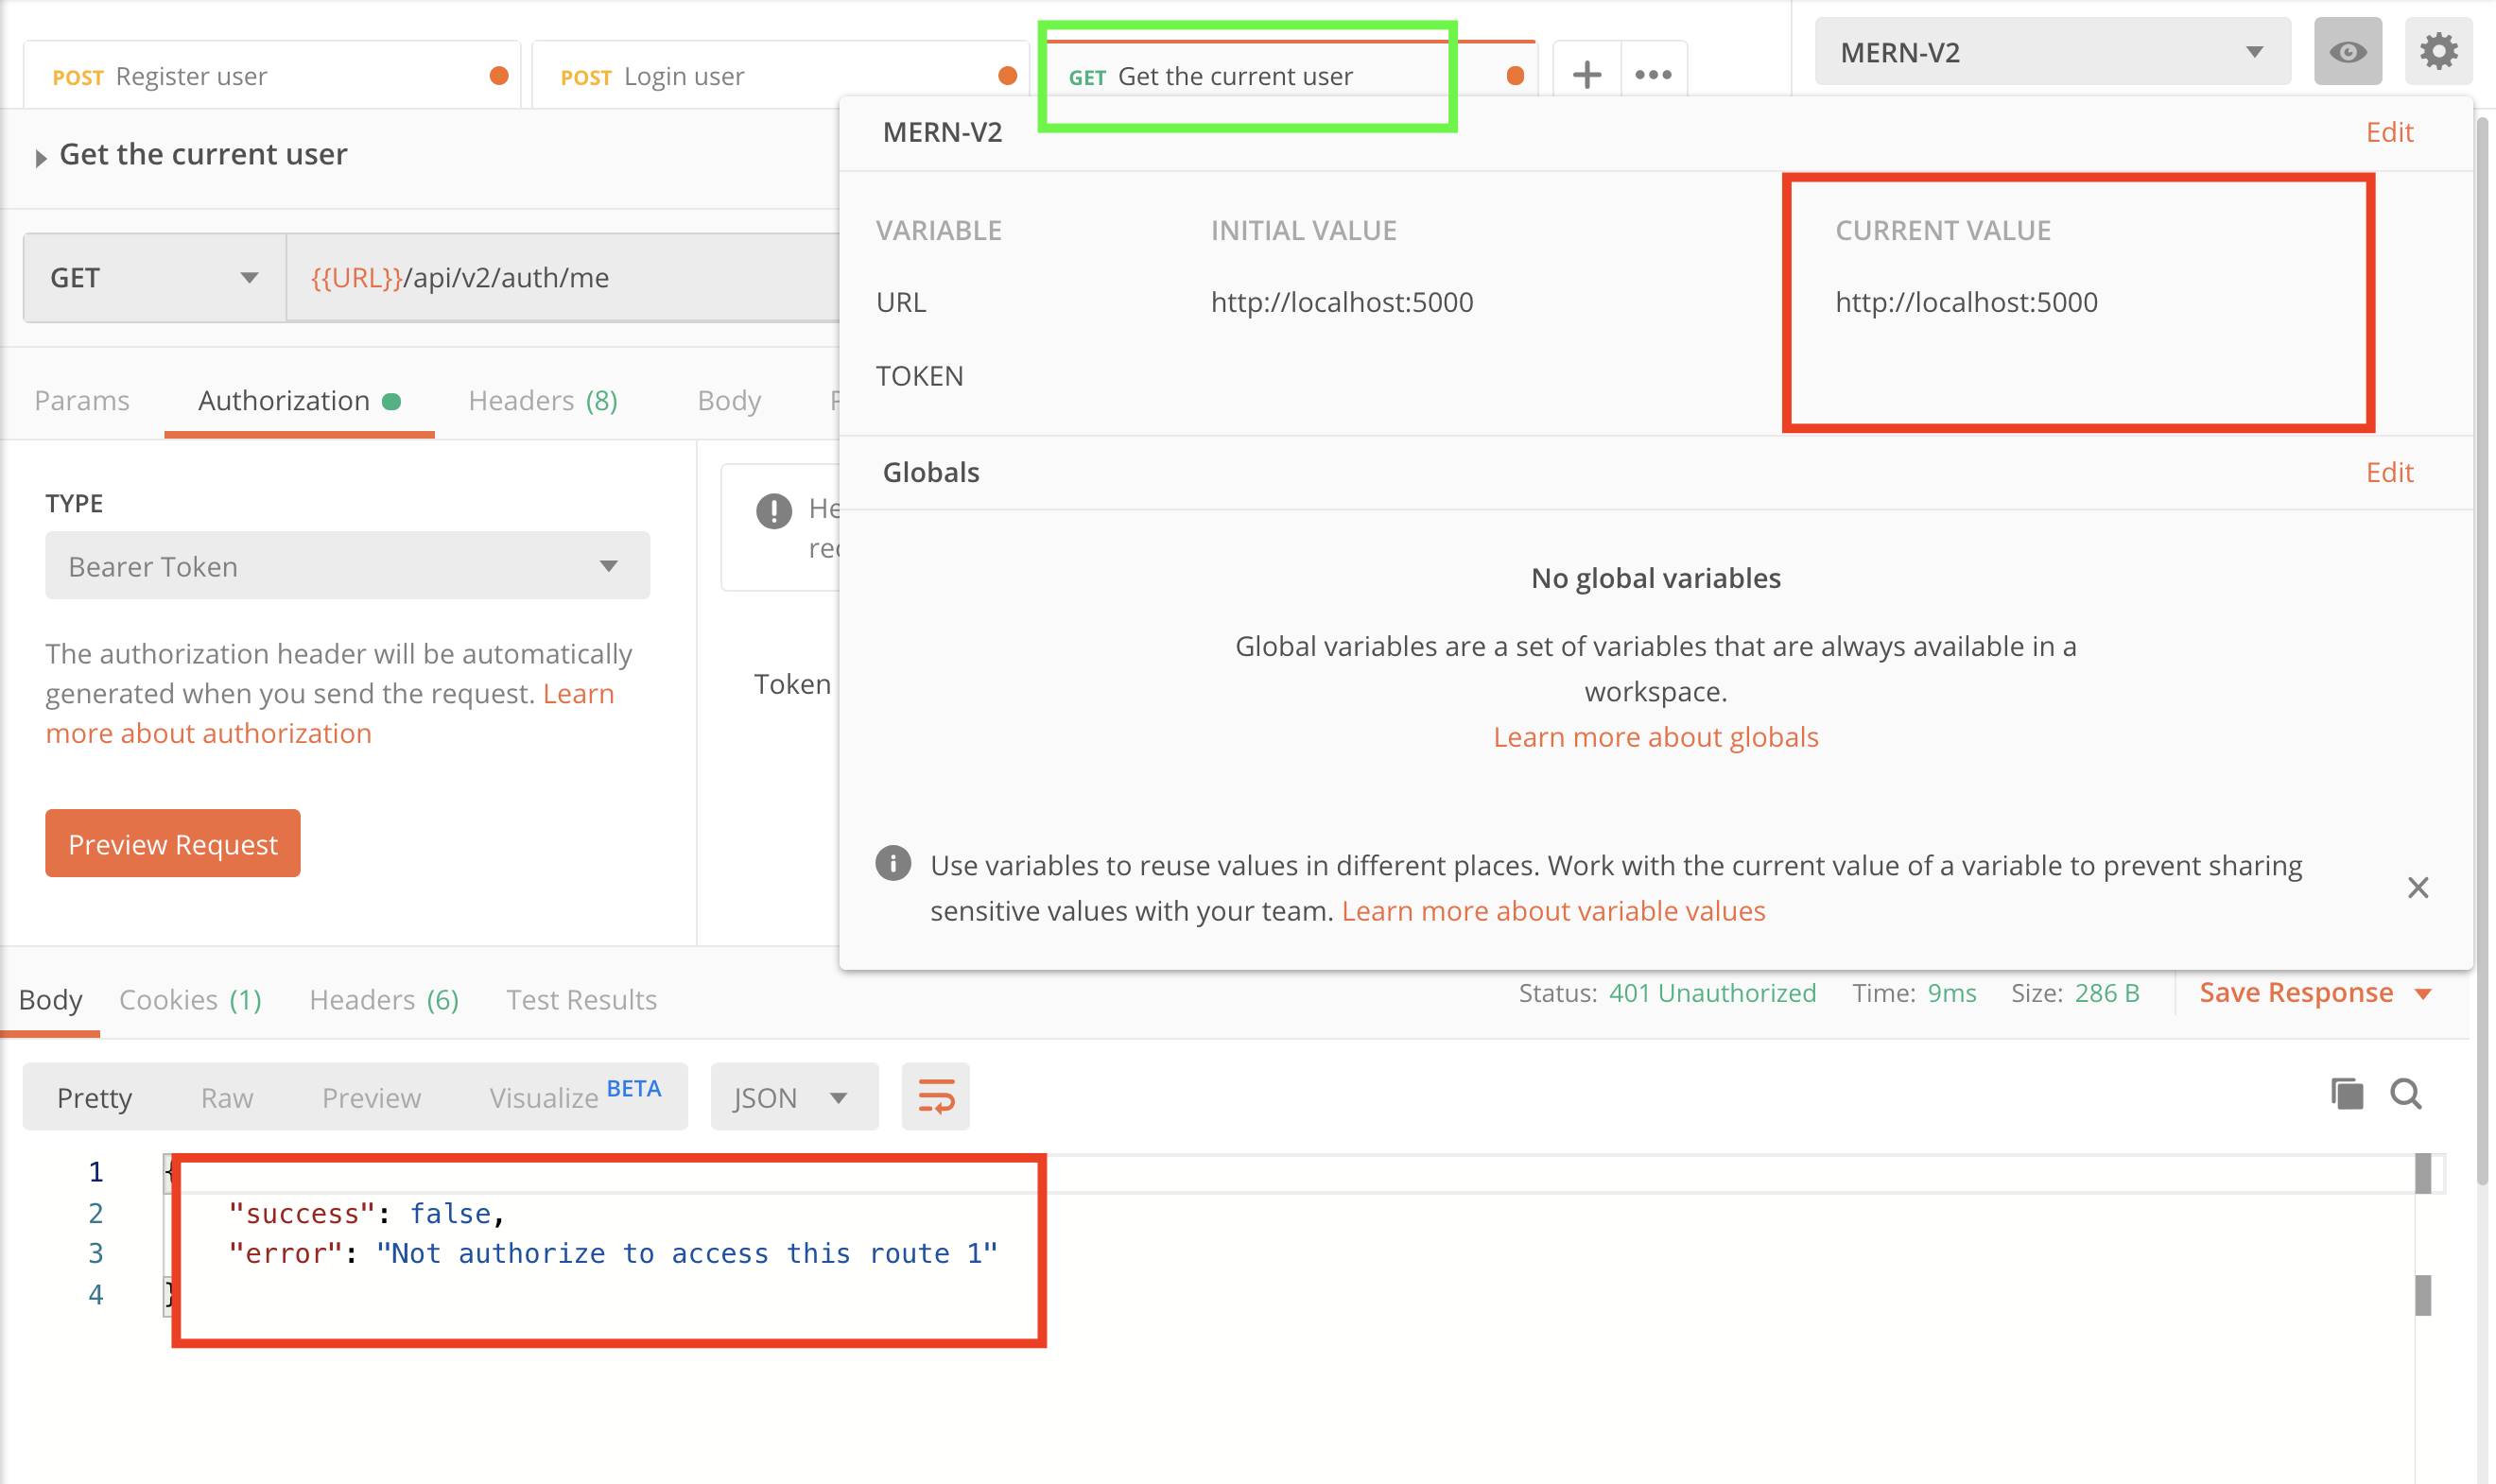 POST Register user
POST Login user
GET Get the current user
MERN-V2
Get the current user
MERN-V2
Edit
GET
{{URL}}/api/v2/auth/me
VARIABLE
INITIAL VALUE
CURRENT VALUE
URL
http://localhost:5000
http://localhost:5000
TOKEN
Params
Authorization
Headers (8)
Body
Globals
Edit
TYPE
Bearer Token
The authorization header will be automatically
generated when you send the request. Learn
more about authorization
Preview Request
Token
No global variables
Global variables are a set of variables that are always available in a
workspace.
Learn more about globals
Use variables to reuse values in different places. Work with the current value of a variable to prevent sharing
sensitive values with your team. Learn more about variable values
Body
Cookies (1)
Headers (6)
Test Results
Status: 401 Unauthorized
Time: 9ms
Size: 286 B
Save Response
Pretty
Raw
Preview
Visualize BETA
JSON
1 {
2 "success": false,
3 "error": "Not authorize to access this route 1"
4 }